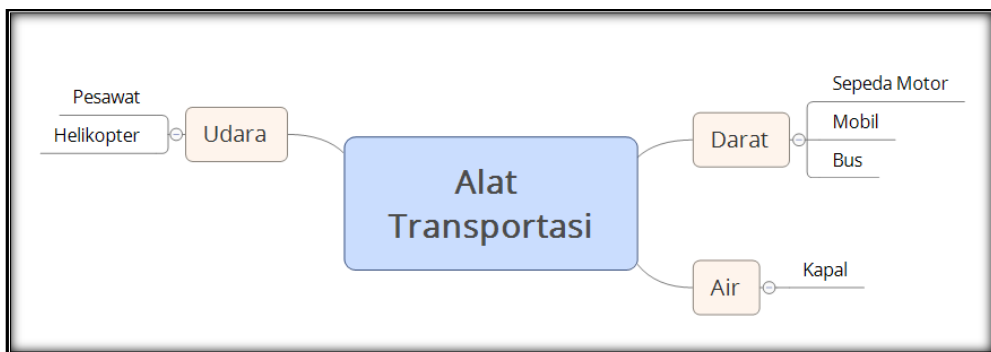 Alat
Transportasi
Udara
Pesawat
Helikopter
Darat
Sepeda Motor
Mobil
Bus
Air
Kapal